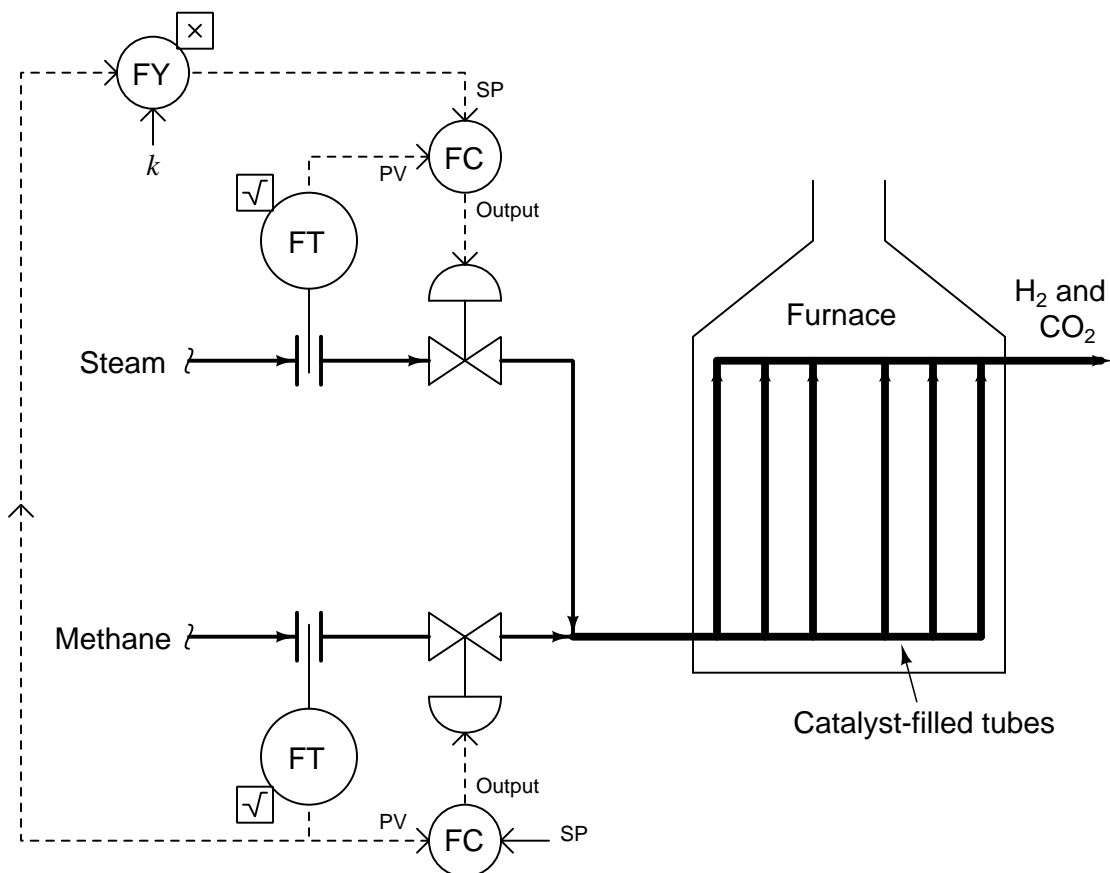 ×
FY
SP
k
FC
PV
√
Output
FT
H₂ and
CO₂
Furnace
Steam
Methane
Catalyst-filled tubes
FT
Output
√
PV
FC
SP